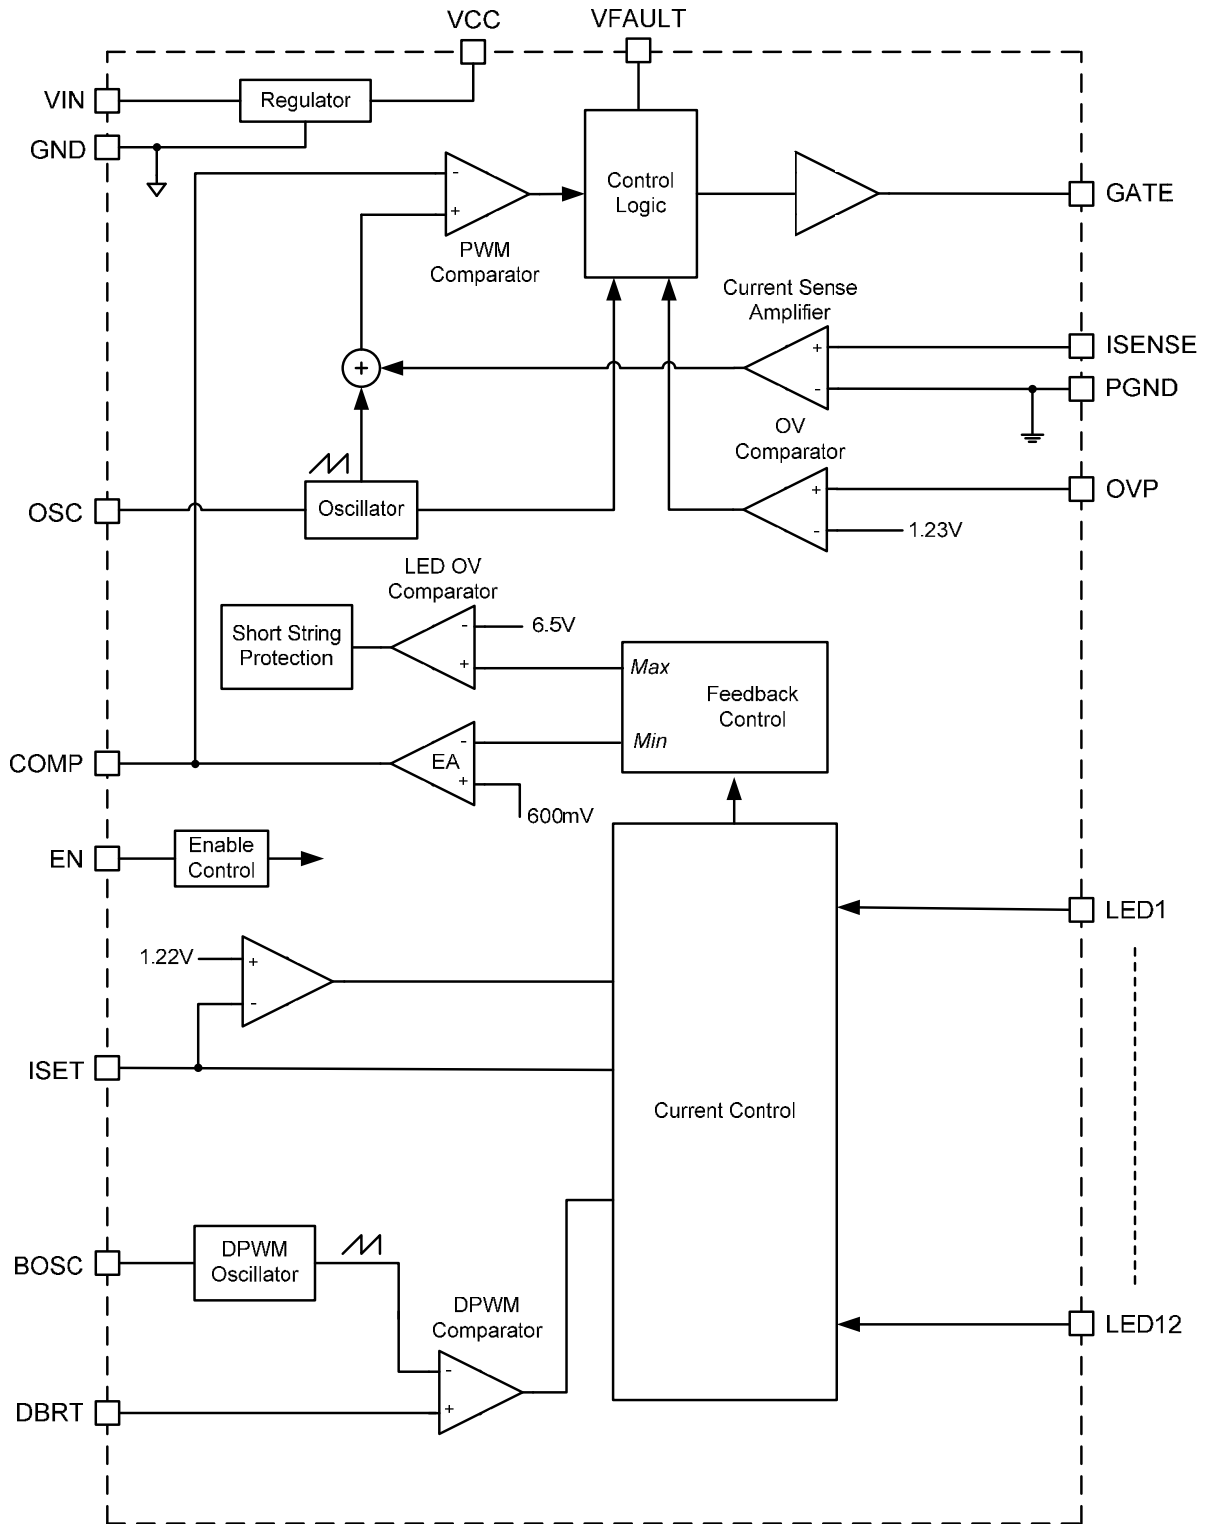 VCC
VFAULT
VIN
Regulator
GND
-
+
PWM
Comparator
Control
Logic
GATE
Current Sense
Amplifier
+
-
ISENSE
PGND
+
OV
Comparator
+
-
1.23V
OVP
OSC
Oscillator
LED OV
Comparator
-
+
6.5V
Short String
Protection
Max
Min
Feedback
Control
COMP
EA
-
+
600mV
EN
Enable
Control
LED1
1.22V
+
-
ISET
Current Control
BOSC
DPWM
Oscillator
DPWM
Comparator
-
+
DBRT
LED12